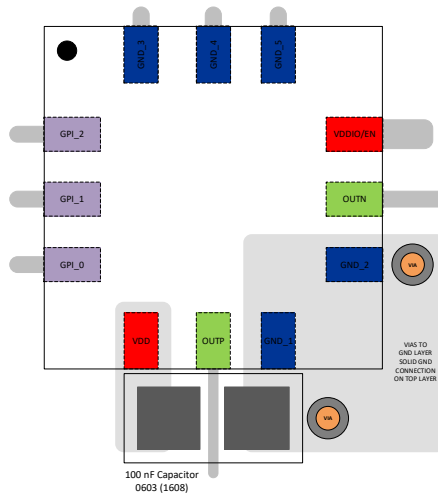 GND_3
GND_4
GND_5
GPI_2
VDDIO/EN
GPI_1
OUTN
GPI_0
GND_2
VIA
VDD
OUTP
GND_1
VIAS TO
GND LAYER
SOLID GND
CONNECTION
ON TOP LAYER
VIA
100 nF Capacitor
0603 (1608)